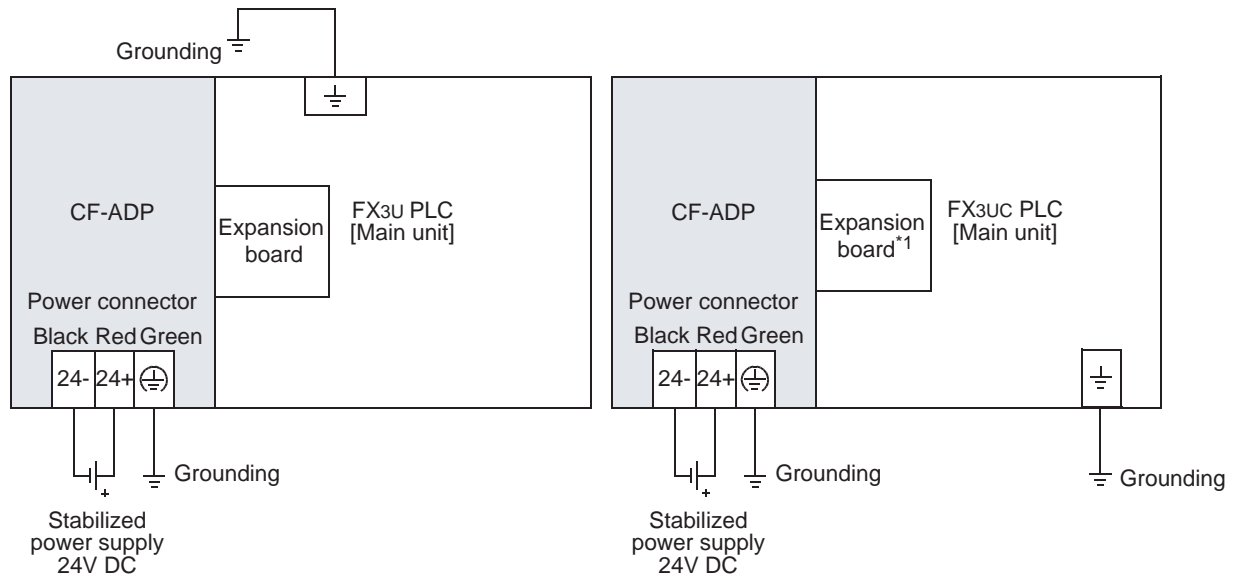 Grounding
CF-ADP
Expansion
board
FX3U PLC
[Main unit]
Power connector
Black Red Green
24- 24+
Grounding
Stabilized
power supply
24V DC
CF-ADP
Expansion
board*1
FX3UC PLC
[Main unit]
Power connector
Black Red Green
24- 24+
Grounding
Grounding
Stabilized
power supply
24V DC